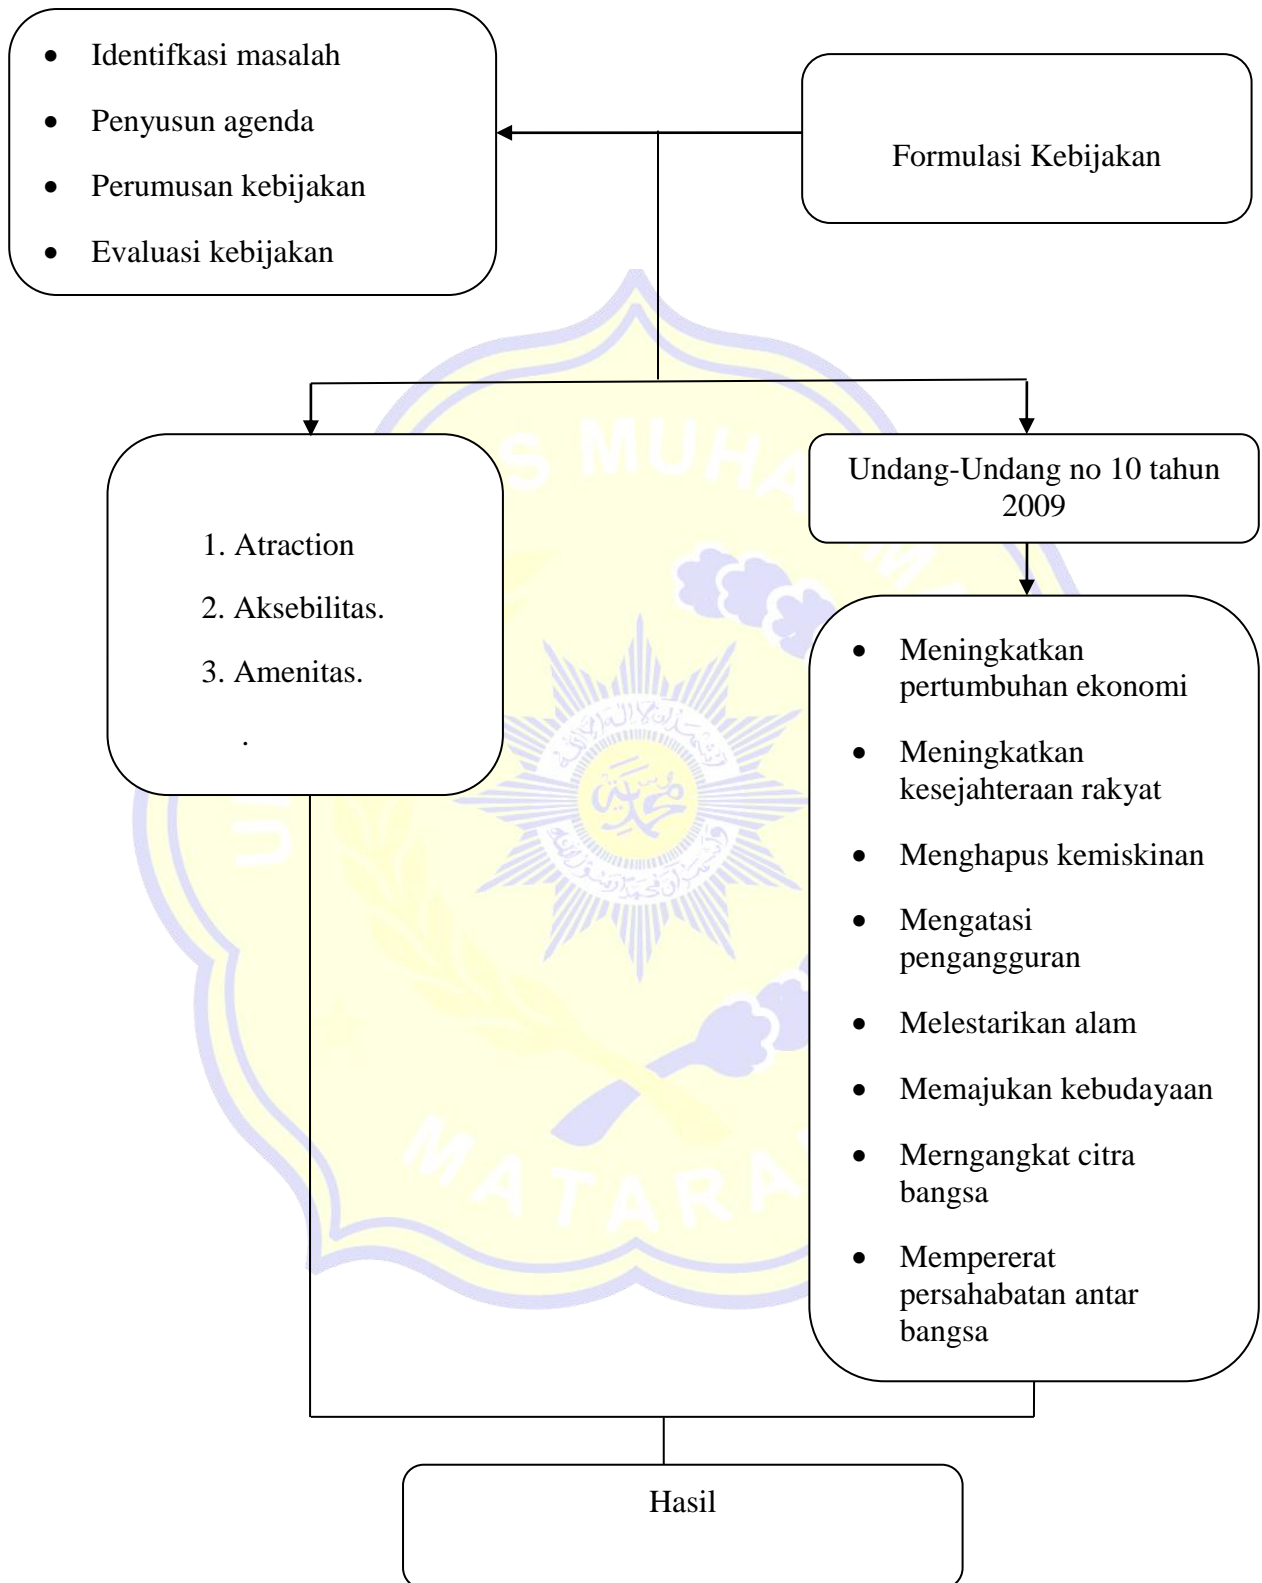 • Identifkasi masalah
• Penyusun agenda
• Perumusan kebijakan
• Evaluasi kebijakan
Formulasi Kebijakan
1. Atraction
2. Aksebilitas.
3. Amenitas.
.
Undang-Undang no 10 tahun
2009
• Meningkatkan
pertumbuhan ekonomi
• Meningkatkan
kesejahteraan rakyat
• Menghapus kemiskinan
• Mengatasi
pengangguran
• Melestarikan alam
• Memajukan kebudayaan
• Merngangkat citra
bangsa
• Mempererat
persahabatan antar
bangsa
Hasil
S MUHA
MATARA